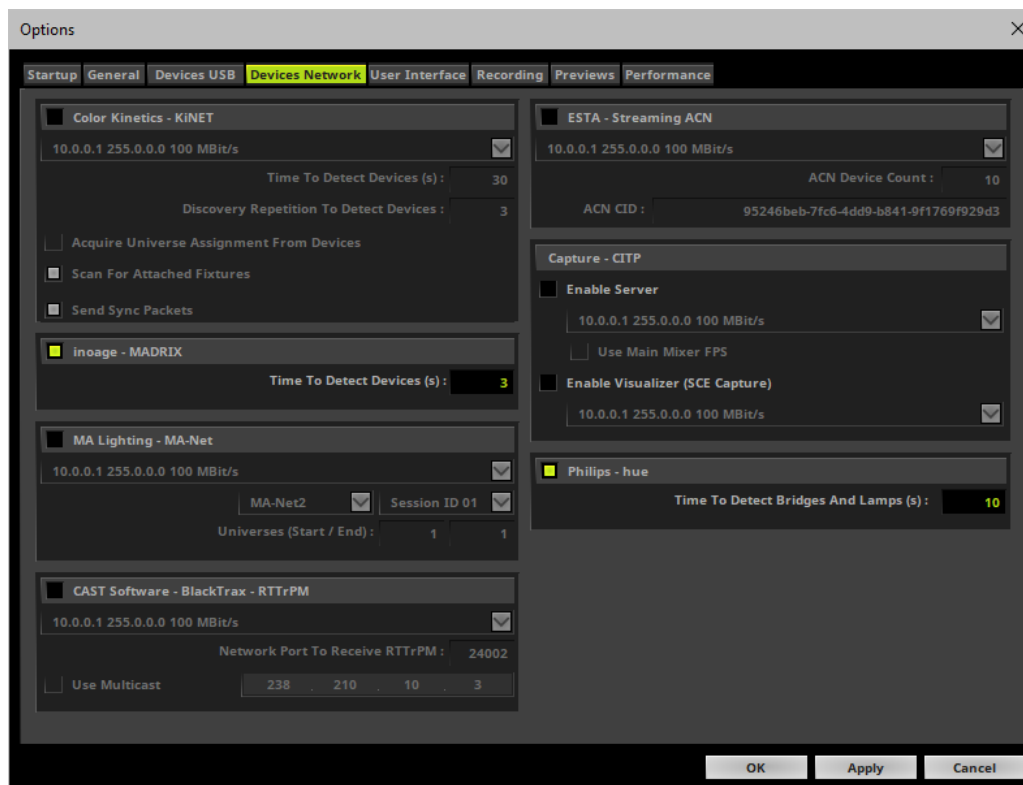 Options
Startup General Devices USB Devices Network User Interface Recording Previews Performance
Color Kinetics - KiNET
10.0.0.1 255.0.0.0 100 MBit/s
Time To Detect Devices (s) : 30
Discovery Repetition To Detect Devices : 3
Acquire Universe Assignment From Devices
Scan For Attached Fixtures
Send Sync Packets
inoage - MADRIX
Time To Detect Devices (s) : 3
MA Lighting - MA-Net
10.0.0.1 255.0.0.0 100 MBit/s
MA-Net2 Session ID 01
Universes (Start / End) : 1 1
CAST Software - BlackTrax - RTTrPM
10.0.0.1 255.0.0.0 100 MBit/s
Network Port To Receive RTTrPM : 24002
Use Multicast 238 . 210 . 10 . 3
ESTA - Streaming ACN
10.0.0.1 255.0.0.0 100 MBit/s
ACN Device Count : 10
ACN CID : 95246beb-7fc6-4dd9-b841-9f1769f929d3
Capture - CITP
Enable Server
10.0.0.1 255.0.0.0 100 MBit/s
Use Main Mixer FPS
Enable Visualizer (SCE Capture)
10.0.0.1 255.0.0.0 100 MBit/s
Philips - hue
Time To Detect Bridges And Lamps (s) : 10
OK Apply Cancel